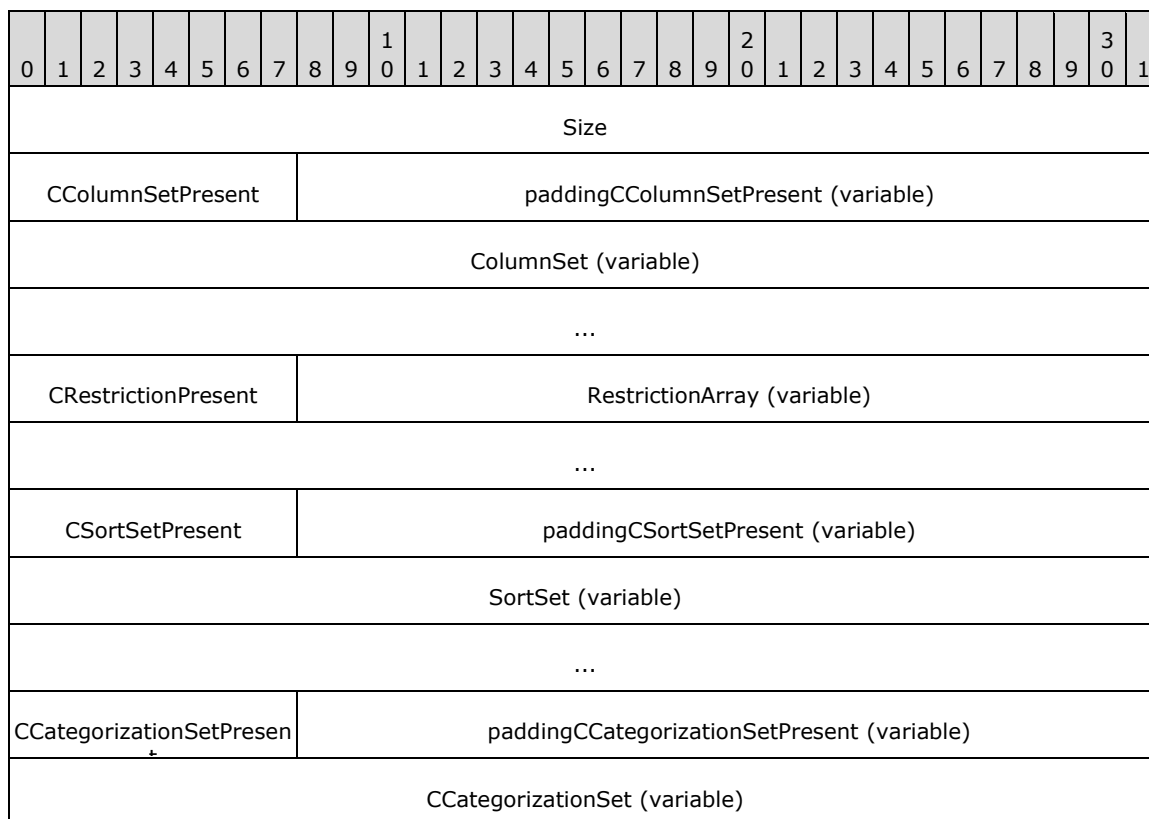 1 2 3
0 1 2 3 4 5 6 7 8 9 0 1 2 3 4 5 6 7 8 9 0 1 2 3 4 5 6 7 8 9 0 1
Size
CColumnSetPresent paddingCColumnSetPresent (variable)
ColumnSet (variable)
...
CRestrictionPresent RestrictionArray (variable)
...
CSortSetPresent paddingCSortSetPresent (variable)
SortSet (variable)
...
CCategorizationSetPresen paddingCCategorizationSetPresent (variable)
t
CCategorizationSet (variable)